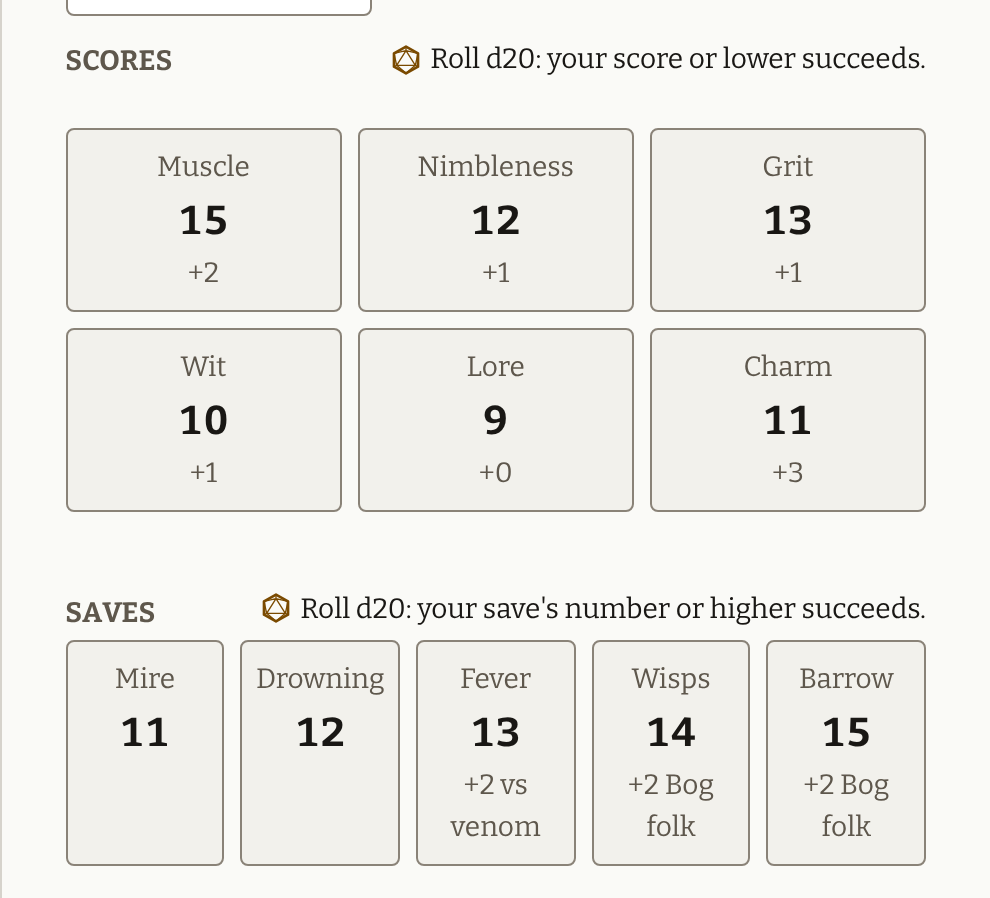 SCORES
Roll d20: your score or lower succeeds.
Muscle
15
+2
Nimbleness
12
+1
Grit
13
+1
Wit
10
+1
Lore
9
+0
Charm
11
+3
SAVES
Roll d20: your save's number or higher succeeds.
Mire
11
Drowning
12
Fever
13
+2 vs
venom
Wisps
14
+2 Bog
folk
Barrow
15
+2 Bog
folk